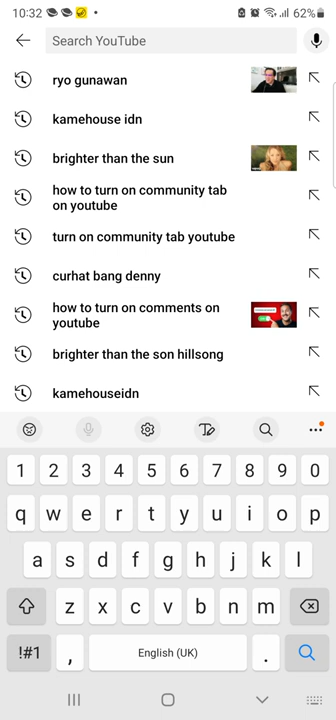 10:32
62%
Search YouTube
ryo gunawan
kamehouse idn
brighter than the sun
how to turn on community tab
on youtube
turn on community tab youtube
curhat bang denny
how to turn on comments on
youtube
brighter than the son hillsong
kamehouseidn
1 2 3 4 5 6 7 8 9 0
q w e r t y u i o p
a s d f g h j k l
z x c v b n m
!#1 , English (UK) .